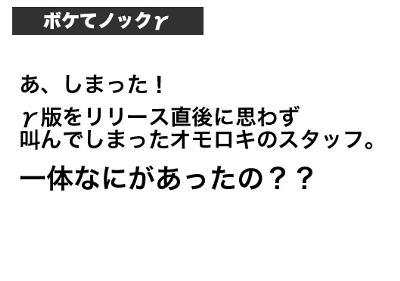 ボケてノックγ
あ、しまった！
γ版をリリース直後に思わず
叫んでしまったオモロキのスタッフ。
一体なにがあったの？？